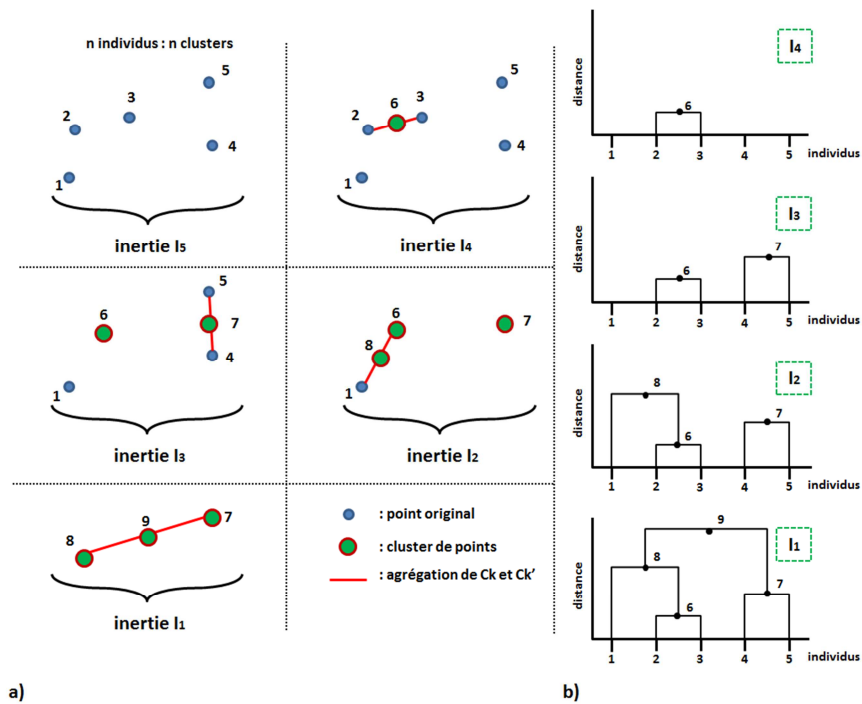 n individus : n clusters
5
3
2
4
1
inertie I5
5
6
3
2
4
1
inertie I4
5
6
7
4
1
inertie I3
6
7
8
1
inertie I2
7
9
8
inertie I1
: point original
: cluster de points
: agrégation de Ck et Ck’
a)
I4
distance
6
1 2 3 4 5 individus
I3
distance
7
6
1 2 3 4 5 individus
I2
distance
8
7
6
1 2 3 4 5 individus
I1
distance
9
8
7
6
1 2 3 4 5 individus
b)